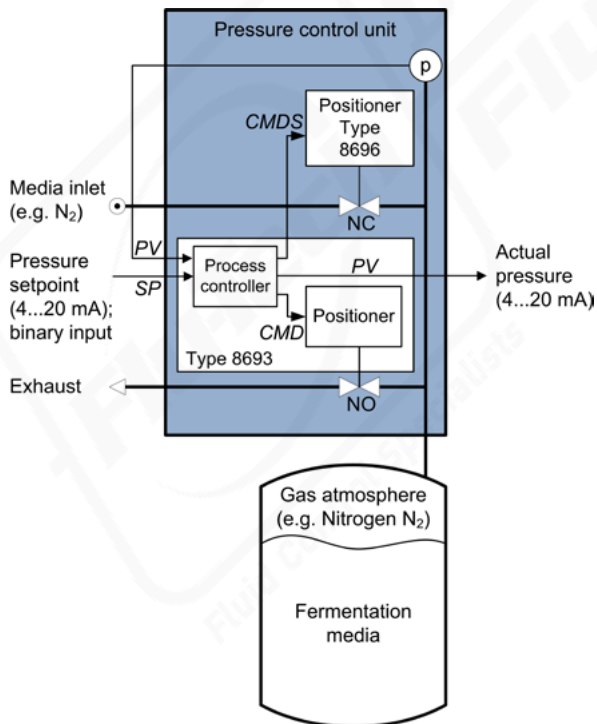 Pressure control unit
p
Positioner
Type
8696
CMDS
Media inlet
(e.g. N₂)
NC
PV
Pressure
setpoint
(4...20 mA);
binary input
SP
Process
controller
PV
Actual
pressure
(4...20 mA)
CMD
Positioner
Type 8693
Exhaust
NO
Gas atmosphere
(e.g. Nitrogen N₂)
Fermentation
media